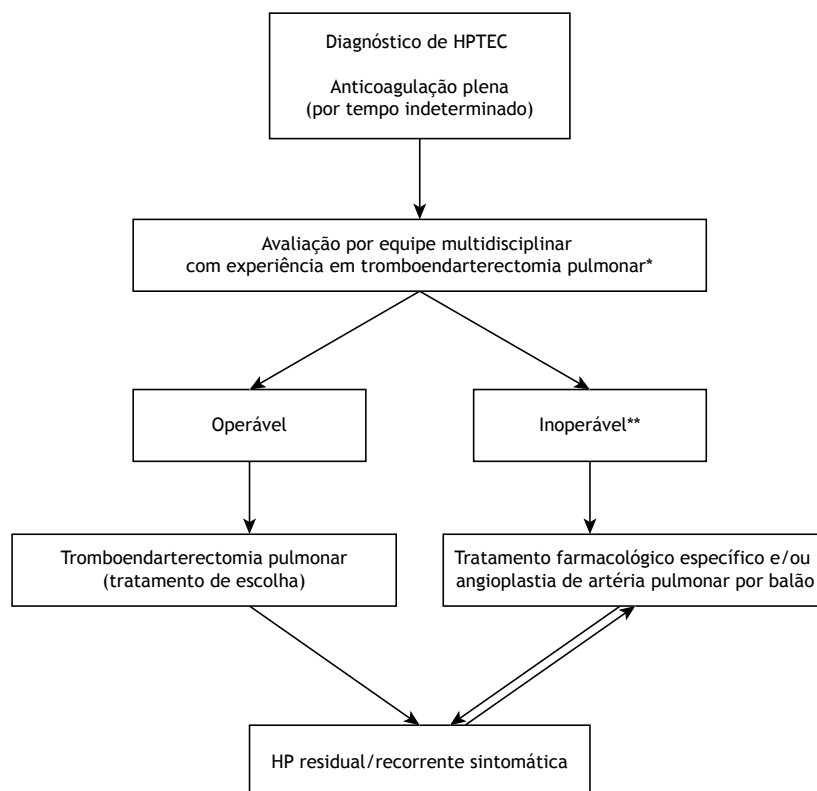 Diagnóstico de HPTEC
Anticoagulação plena
(por tempo indeterminado)
Avaliação por equipe multidisciplinar
com experiência em tromboendarterectomia pulmonar*
Operável
Inoperável**
Tromboendarterectomia pulmonar
(tratamento de escolha)
Tratamento farmacológico específico e/ou
angioplastia de artéria pulmonar por balão
HP residual/recorrente sintomática